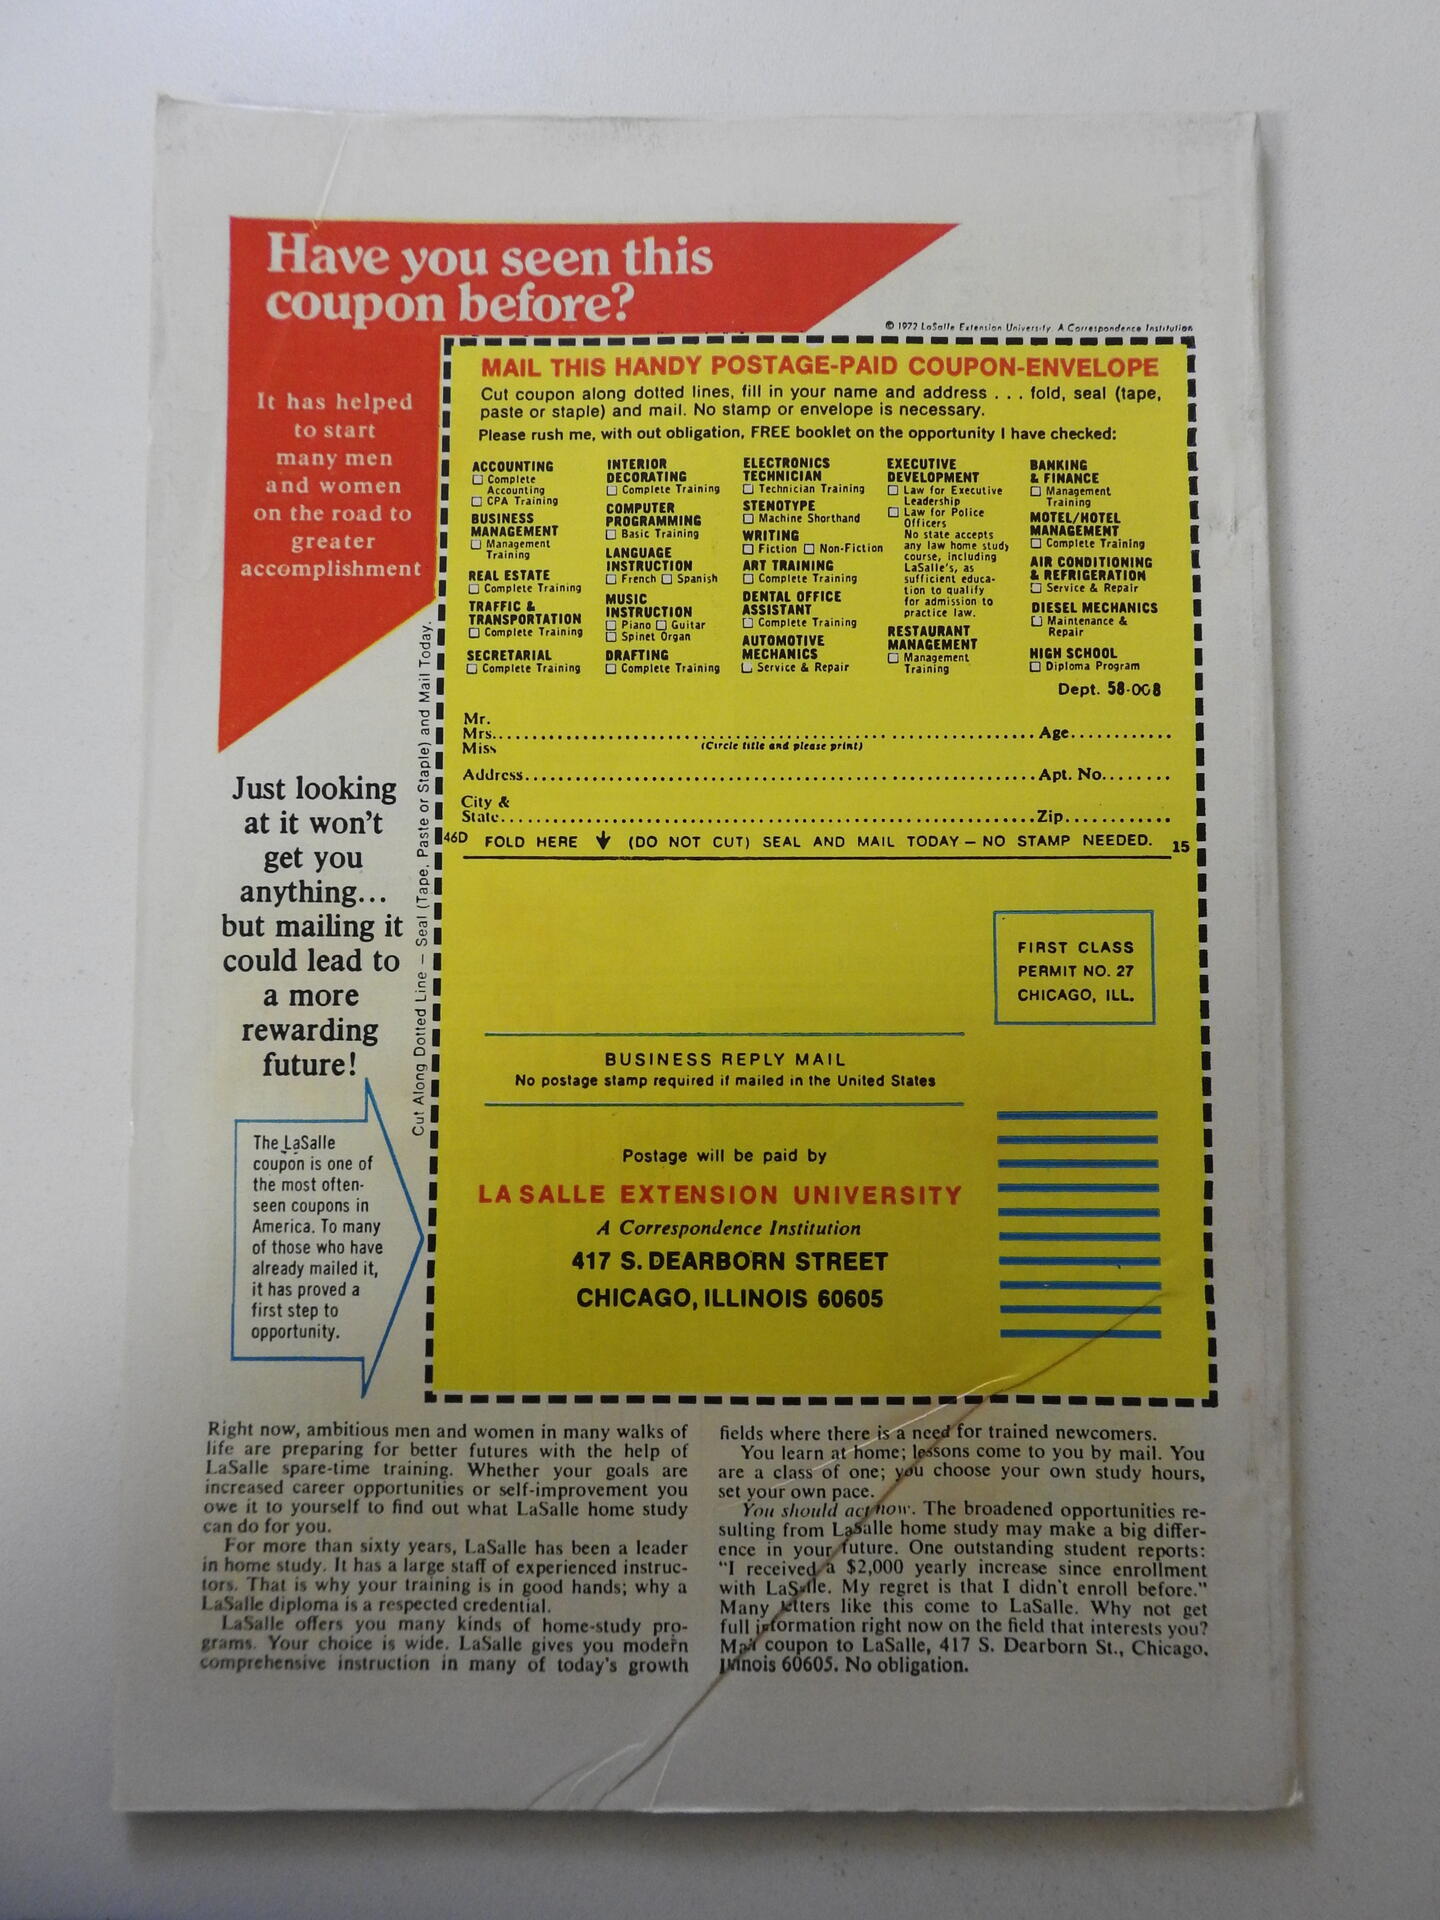 Have you seen this
coupon before?
It has helped
to start
many men
and women
on the road to
greater
accomplishment
Just looking
at it won't
get you
anything...
but mailing it
could lead to
a more
rewarding
future!
The LaSalle
coupon is one of
the most often-
seen coupons in
America. To many
of those who have
already mailed it,
it has proved a
first step to
opportunity.
© 1972 LaSalle Extension University. A Correspondence Institution
Cut Along Dotted Line – Seal (Tape, Paste or Staple) and Mail Today.
MAIL THIS HANDY POSTAGE-PAID COUPON-ENVELOPE
Cut coupon along dotted lines, fill in your name and address . . . fold, seal (tape,
paste or staple) and mail. No stamp or envelope is necessary.
Please rush me, with out obligation, FREE booklet on the opportunity I have checked:
ACCOUNTING
☐ Complete
Accounting
☐ CPA Training
BUSINESS
MANAGEMENT
☐ Management
Training
REAL ESTATE
☐ Complete Training
TRAFFIC &
TRANSPORTATION
☐ Complete Training
SECRETARIAL
☐ Complete Training
INTERIOR
DECORATING
☐ Complete Training
COMPUTER
PROGRAMMING
☐ Basic Training
LANGUAGE
INSTRUCTION
☐ French ☐ Spanish
MUSIC
INSTRUCTION
☐ Piano ☐ Guitar
☐ Spinet Organ
DRAFTING
☐ Complete Training
ELECTRONICS
TECHNICIAN
☐ Technician Training
STENOTYPE
☐ Machine Shorthand
WRITING
☐ Fiction ☐ Non-Fiction
ART TRAINING
☐ Complete Training
DENTAL OFFICE
ASSISTANT
☐ Complete Training
AUTOMOTIVE
MECHANICS
☐ Service & Repair
EXECUTIVE
DEVELOPMENT
☐ Law for Executive
Leadership
☐ Law for Police
Officers
No state accepts
any law home study
course, including
LaSalle's, as
sufficient educa-
tion to qualify
for admission to
practice law.
RESTAURANT
MANAGEMENT
☐ Management
Training
BANKING
& FINANCE
☐ Management
Training
MOTEL/HOTEL
MANAGEMENT
☐ Complete Training
AIR CONDITIONING
& REFRIGERATION
☐ Service & Repair
DIESEL MECHANICS
☐ Maintenance &
Repair
HIGH SCHOOL
☐ Diploma Program
Dept. 58-008
Mr.
Mrs. Age
Miss (Circle title and please print)
Address Apt. No.
City &
State Zip
46D FOLD HERE ↓ (DO NOT CUT) SEAL AND MAIL TODAY – NO STAMP NEEDED. 15
FIRST CLASS
PERMIT NO. 27
CHICAGO, ILL.
BUSINESS REPLY MAIL
No postage stamp required if mailed in the United States
Postage will be paid by
LA SALLE EXTENSION UNIVERSITY
A Correspondence Institution
417 S. DEARBORN STREET
CHICAGO, ILLINOIS 60605
Right now, ambitious men and women in many walks of
life are preparing for better futures with the help of
LaSalle spare-time training. Whether your goals are
increased career opportunities or self-improvement you
owe it to yourself to find out what LaSalle home study
can do for you.
For more than sixty years, LaSalle has been a leader
in home study. It has a large staff of experienced instruc-
tors. That is why your training is in good hands; why a
LaSalle diploma is a respected credential.
LaSalle offers you many kinds of home-study pro-
grams. Your choice is wide. LaSalle gives you modern
comprehensive instruction in many of today's growth
fields where there is a need for trained newcomers.
You learn at home; lessons come to you by mail. You
are a class of one; you choose your own study hours,
set your own pace.
You should act now. The broadened opportunities re-
sulting from LaSalle home study may make a big differ-
ence in your future. One outstanding student reports:
"I received a $2,000 yearly increase since enrollment
with LaSalle. My regret is that I didn't enroll before."
Many letters like this come to LaSalle. Why not get
full information right now on the field that interests you?
Mail coupon to LaSalle, 417 S. Dearborn St., Chicago,
Illinois 60605. No obligation.